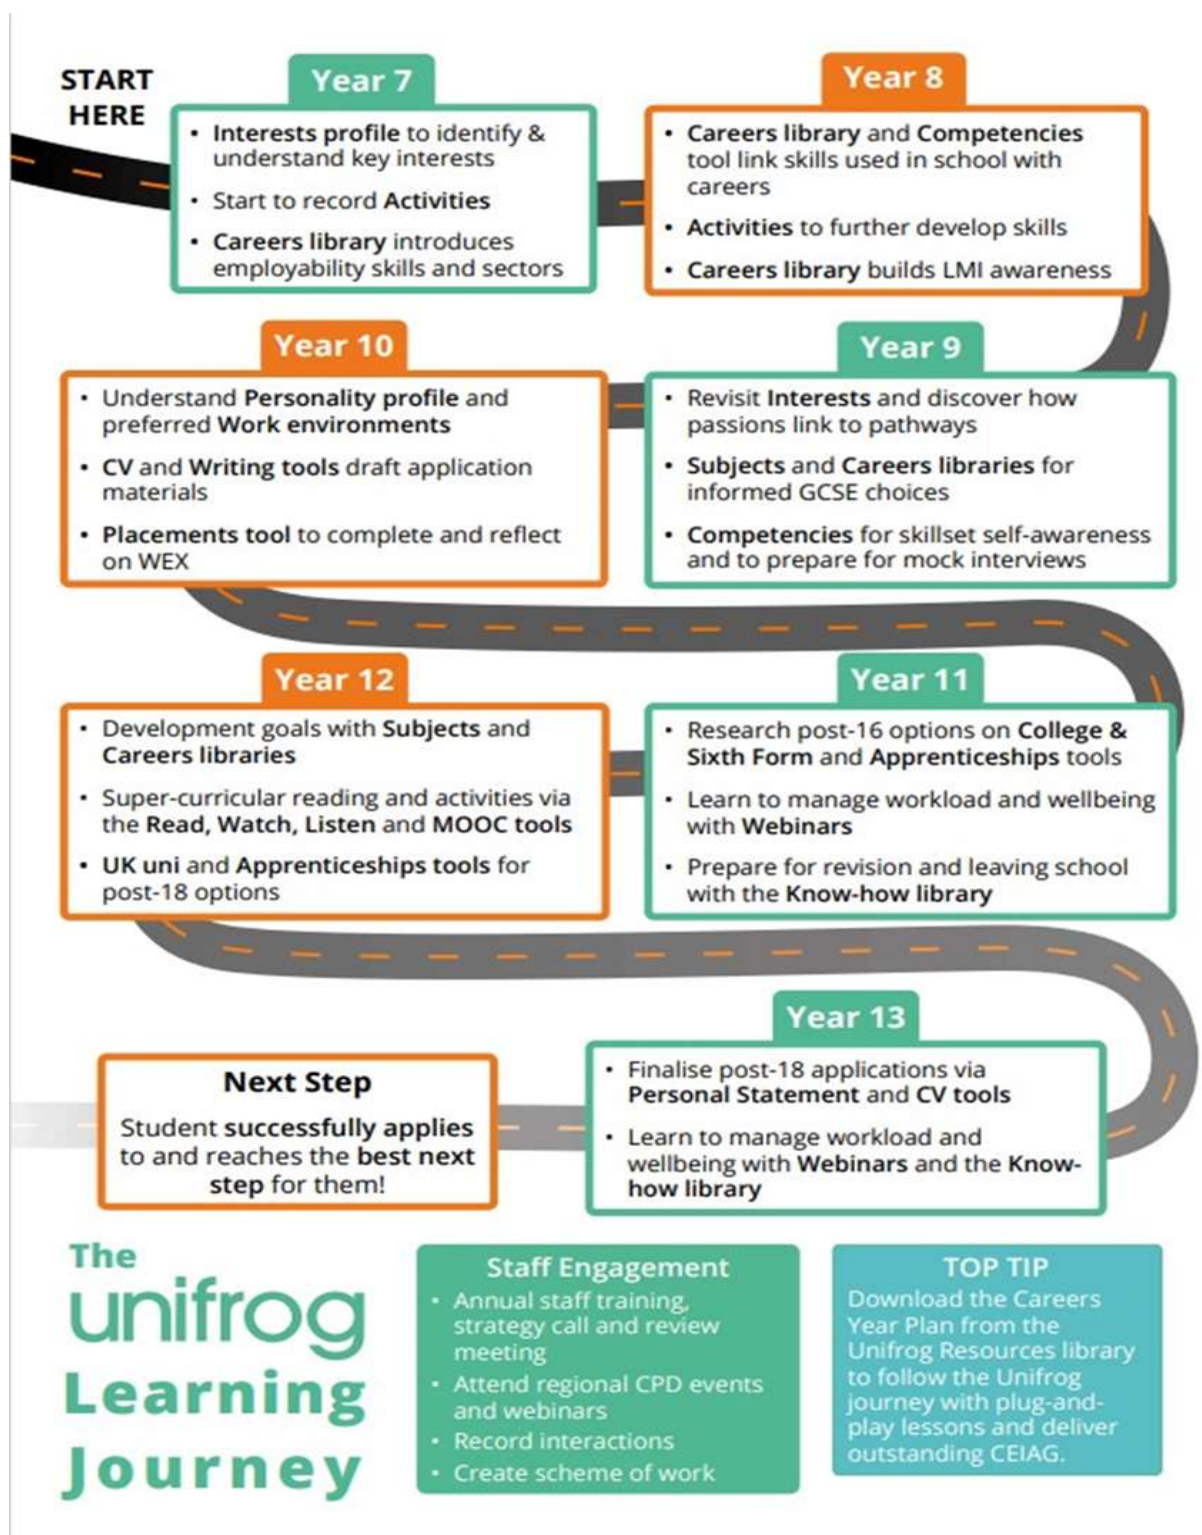 START
HERE
Year 7
• Interests profile to identify &
understand key interests
• Start to record Activities
• Careers library introduces
employability skills and sectors
Year 8
• Careers library and Competencies
tool link skills used in school with
careers
• Activities to further develop skills
• Careers library builds LMI awareness
Year 9
• Revisit Interests and discover how
passions link to pathways
• Subjects and Careers libraries for
informed GCSE choices
• Competencies for skillset self-awareness
and to prepare for mock interviews
Year 10
• Understand Personality profile and
preferred Work environments
• CV and Writing tools draft application
materials
• Placements tool to complete and reflect
on WEX
Year 11
• Research post-16 options on College &
Sixth Form and Apprenticeships tools
• Learn to manage workload and wellbeing
with Webinars
• Prepare for revision and leaving school
with the Know-how library
Year 12
• Development goals with Subjects and
Careers libraries
• Super-curricular reading and activities via
the Read, Watch, Listen and MOOC tools
• UK uni and Apprenticeships tools for
post-18 options
Year 13
• Finalise post-18 applications via
Personal Statement and CV tools
• Learn to manage workload and
wellbeing with Webinars and the Know-
how library
Next Step
Student successfully applies
to and reaches the best next
step for them!
The
unifrog
Learning
Journey
Staff Engagement
• Annual staff training,
strategy call and review
meeting
• Attend regional CPD events
and webinars
• Record interactions
• Create scheme of work
TOP TIP
Download the Careers
Year Plan from the
Unifrog Resources library
to follow the Unifrog
journey with plug-and-
play lessons and deliver
outstanding CEIAG.